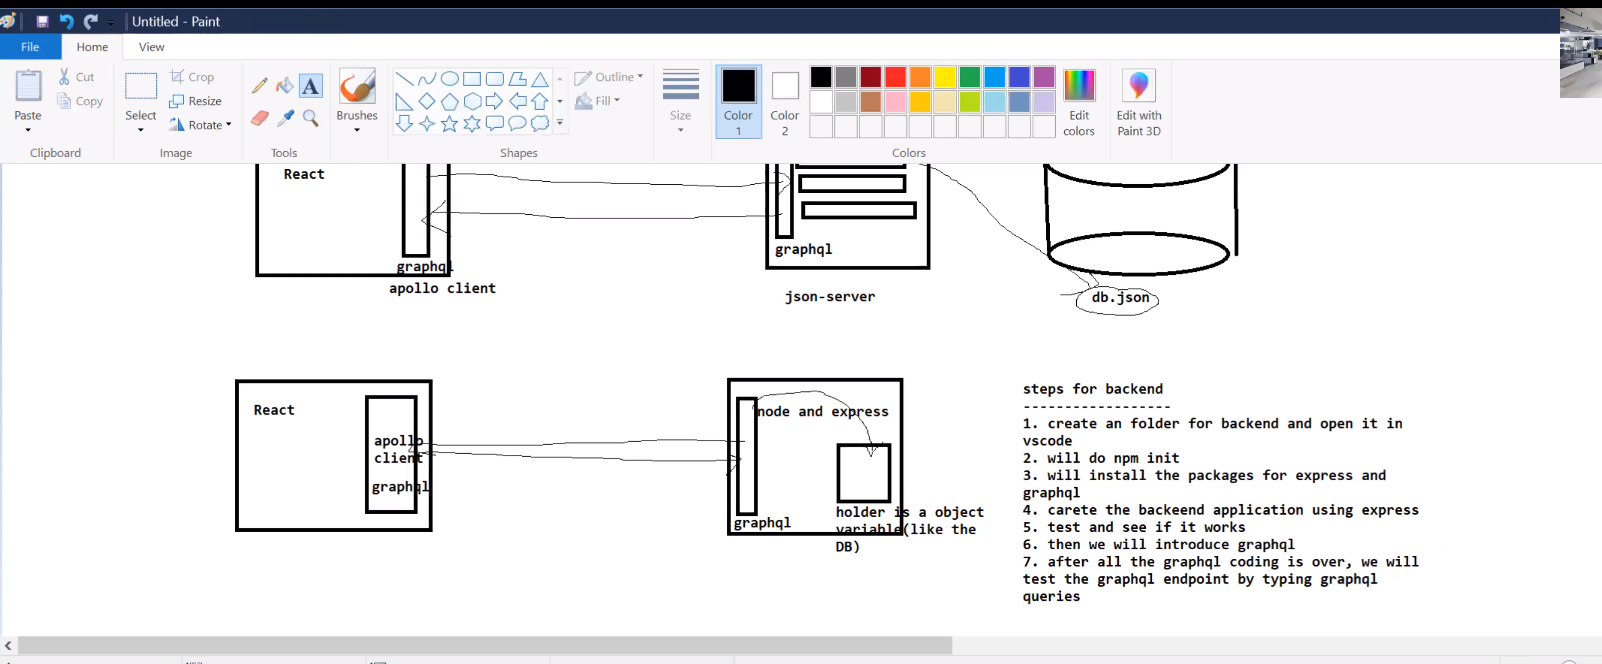 Untitled - Paint
File
Home
View
Paste
Cut
Copy
Clipboard
Select
Crop
Resize
Rotate
Image
A
Tools
Brushes
Shapes
Outline
Fill
Size
Color 1
Color 2
Edit colors
Edit with Paint 3D
Colors
React
graphql
apollo client
graphql
json-server
db.json
React
apollo
client
graphql
node and express
graphql
holder is a object
variable(like the
DB)
steps for backend
------------------
1. create an folder for backend and open it in
vscode
2. will do npm init
3. will install the packages for express and
graphql
4. carete the backeend application using express
5. test and see if it works
6. then we will introduce graphql
7. after all the graphql coding is over, we will
test the graphql endpoint by typing graphql
queries